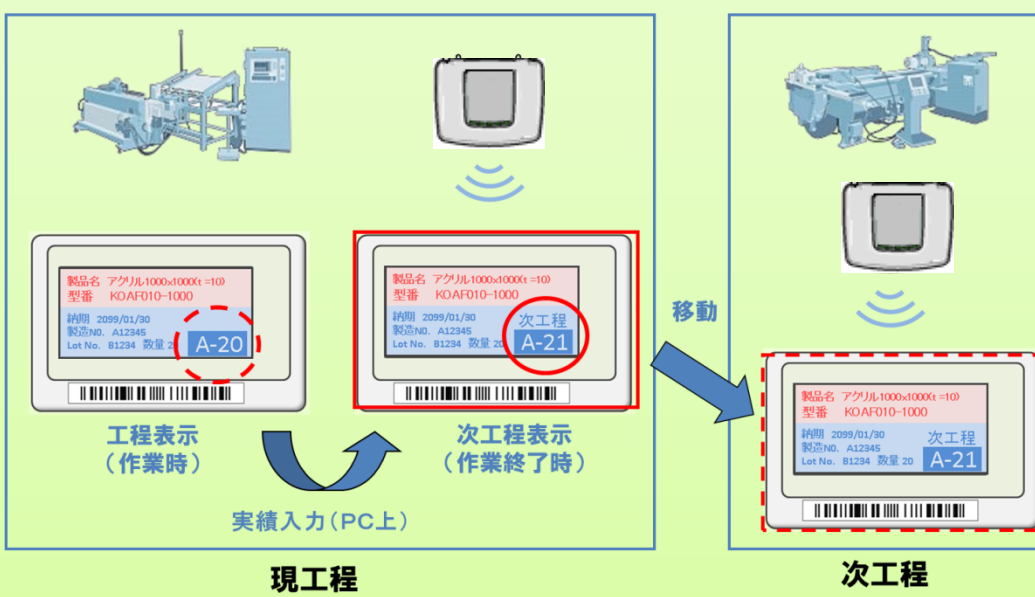 製品名 アクリル1000x1000(t =10)
型番 KOAF010-1000
納期 2099/01/30
製造NO. A12345
Lot No. B1234 数量 2
A-20
工程表示
(作業時)
製品名 アクリル1000x1000(t =10)
型番 KOAF010-1000
納期 2099/01/30
製造NO. A12345
Lot No. B1234 数量 20
次工程
A-21
次工程表示
(作業終了時)
実績入力(PC上)
現工程
移動
製品名 アクリル1000x1000(t =10)
型番 KOAF010-1000
納期 2099/01/30
製造NO. A12345
Lot No. B1234 数量 20
次工程
A-21
次工程